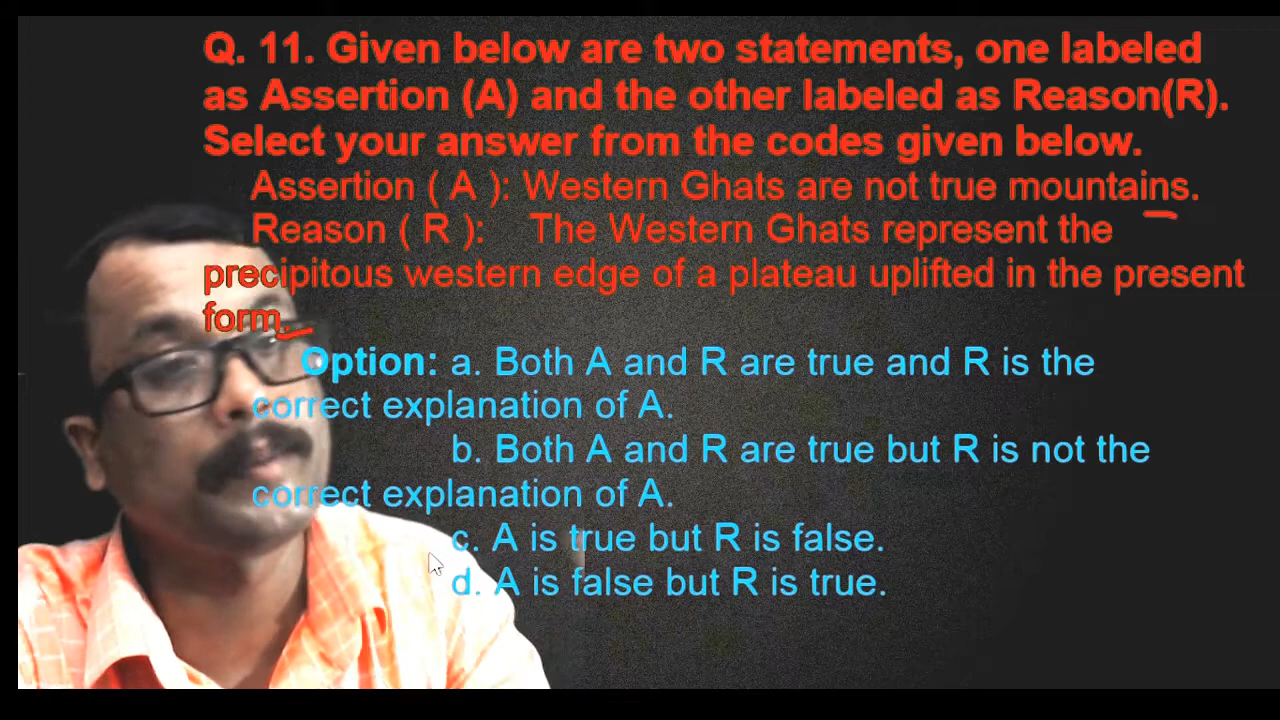 Q. 11. Given below are two statements, one labeled
as Assertion (A) and the other labeled as Reason(R).
Select your answer from the codes given below.
Assertion ( A ): Western Ghats are not true mountains.
Reason ( R ): The Western Ghats represent the
precipitous western edge of a plateau uplifted in the present
form.
Option: a. Both A and R are true and R is the
correct explanation of A.
b. Both A and R are true but R is not the
correct explanation of A.
c. A is true but R is false.
d. A is false but R is true.